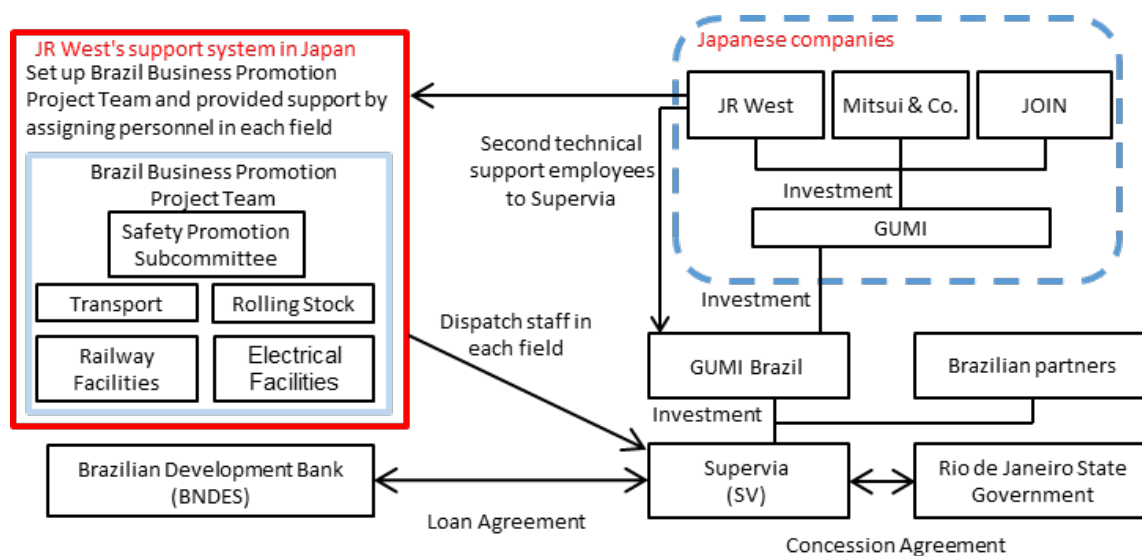 JR West's support system in Japan
Set up Brazil Business Promotion
Project Team and provided support by
assigning personnel in each field
Brazil Business Promotion
Project Team
Safety Promotion
Subcommittee
Transport
Rolling Stock
Railway
Facilities
Electrical
Facilities
Japanese companies
JR West
Mitsui & Co.
JOIN
Second technical
support employees
to Supervia
Investment
GUMI
Investment
Dispatch staff in
each field
GUMI Brazil
Brazilian partners
Investment
Brazilian Development Bank
(BNDES)
Loan Agreement
Supervia
(SV)
Rio de Janeiro State
Government
Concession Agreement